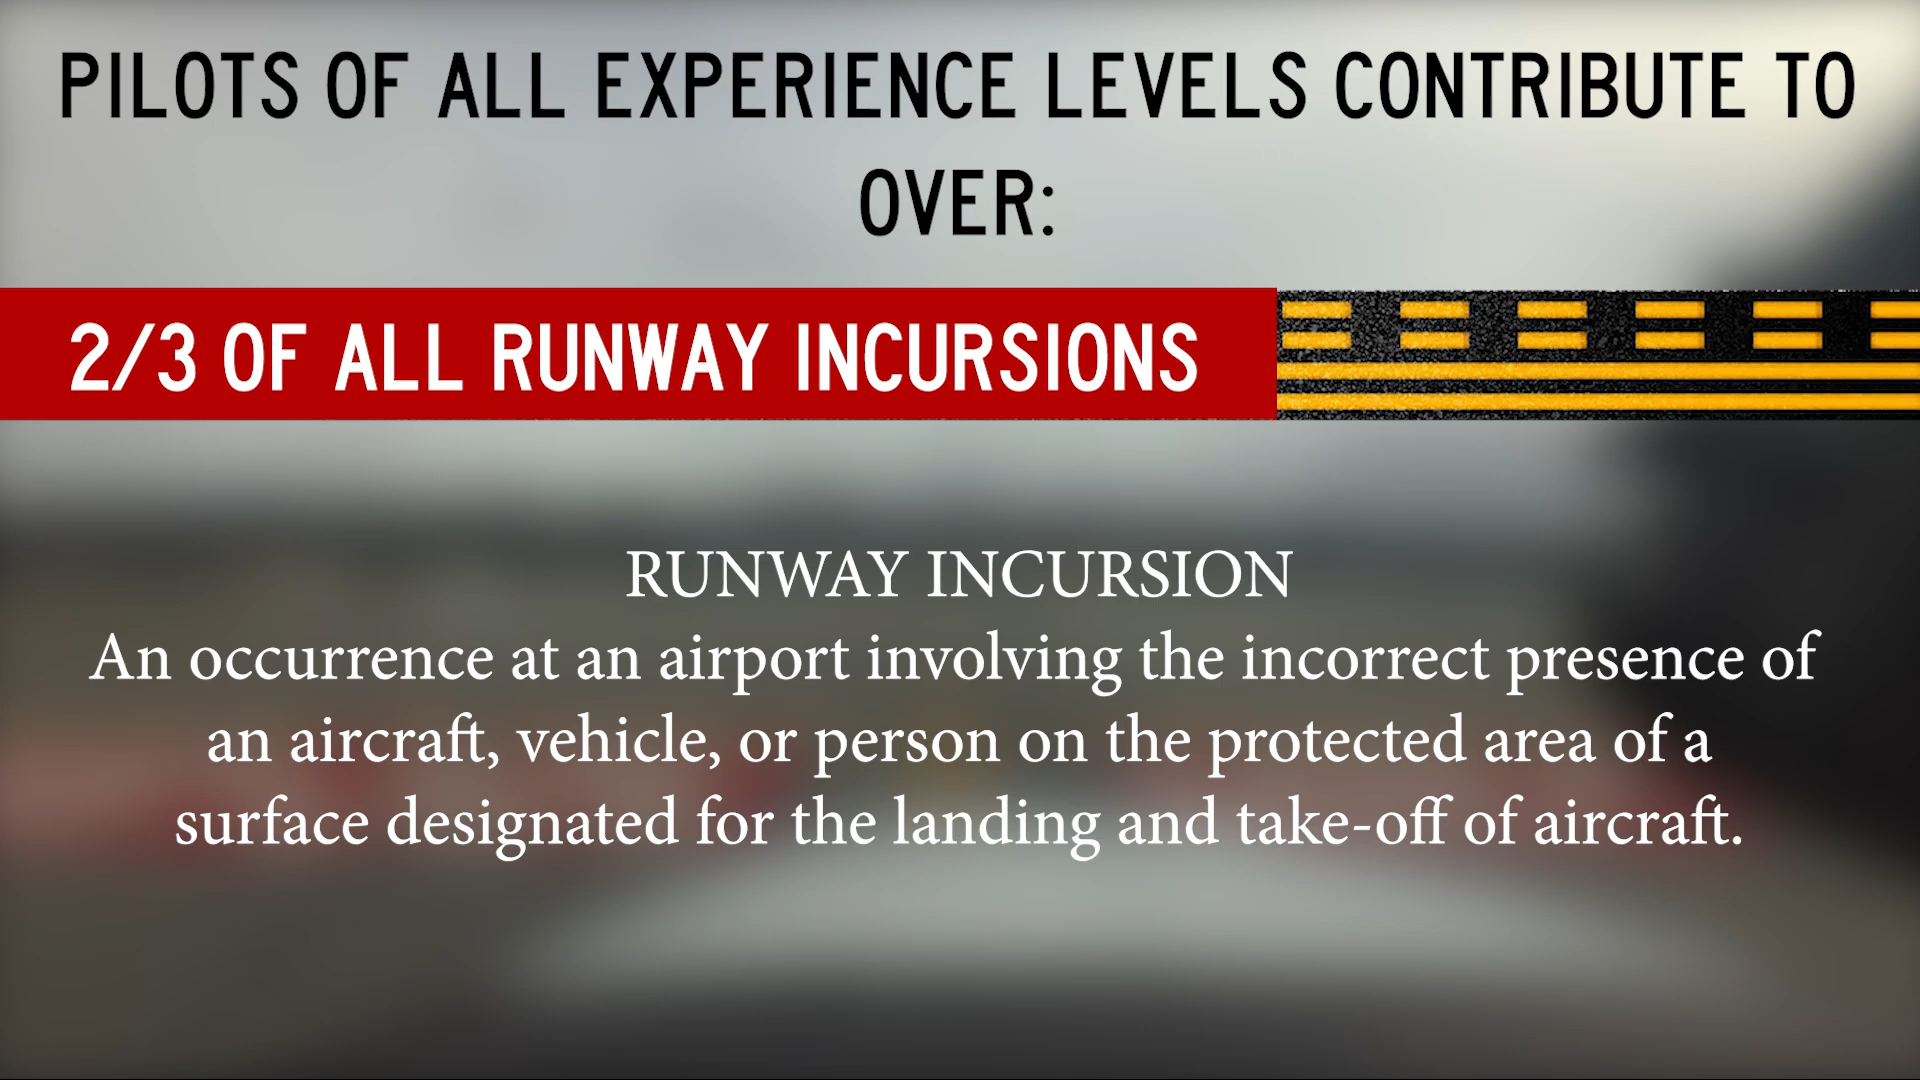 PILOTS OF ALL EXPERIENCE LEVELS CONTRIBUTE TO
OVER:
2/3 OF ALL RUNWAY INCURSIONS
RUNWAY INCURSION
An occurrence at an airport involving the incorrect presence of
an aircraft, vehicle, or person on the protected area of a
surface designated for the landing and take-off of aircraft.